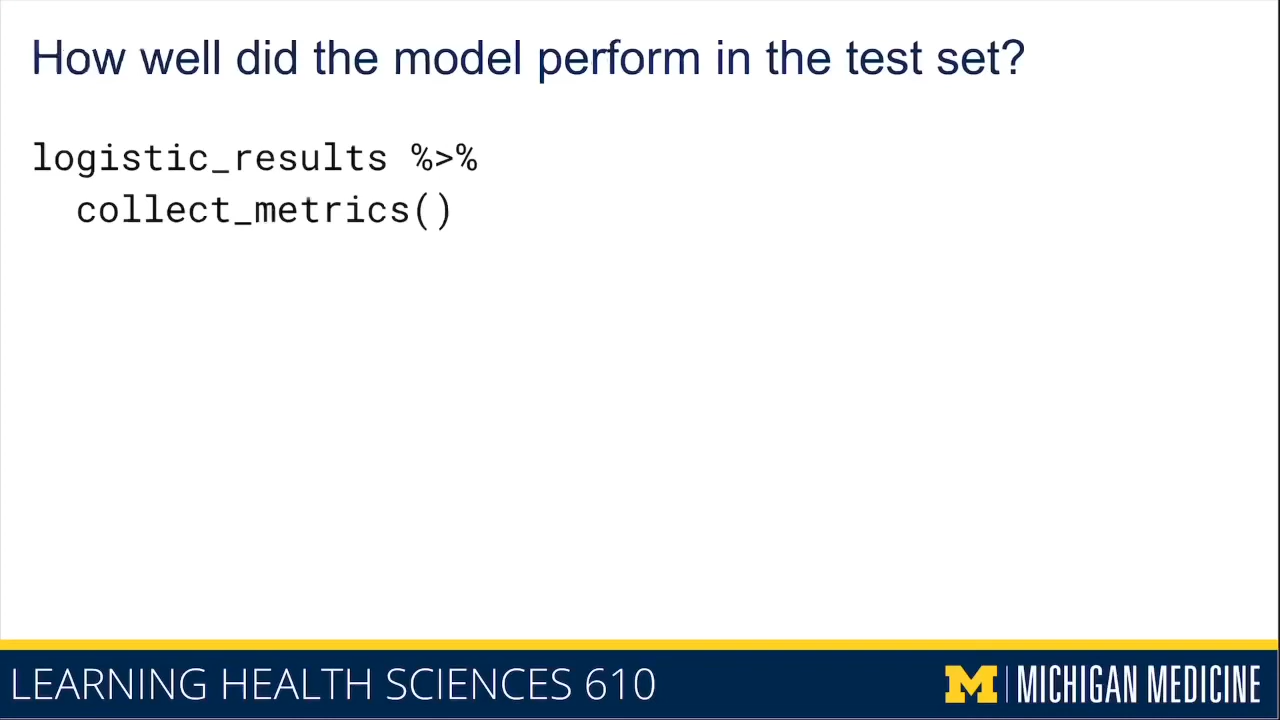 How well did the model perform in the test set?
logistic_results %>%
  collect_metrics()
LEARNING HEALTH SCIENCES 610
M MICHIGAN MEDICINE